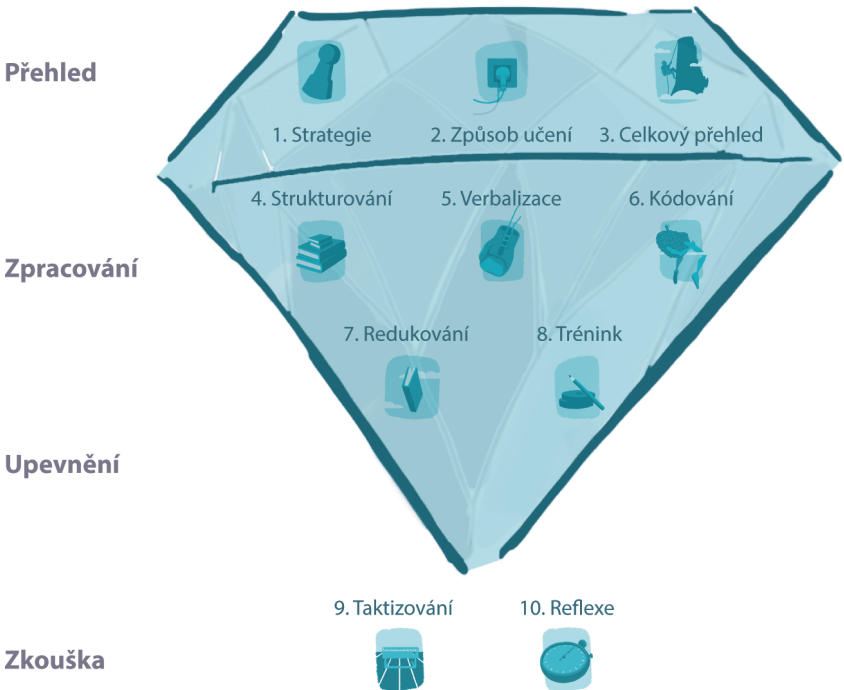 Přehled
1. Strategie
2. Způsob učení
3. Celkový přehled
4. Strukturování
5. Verbalizace
6. Kódování
Zpracování
7. Redukování
8. Trénink
Upevnění
9. Taktizování
10. Reflexe
Zkouška